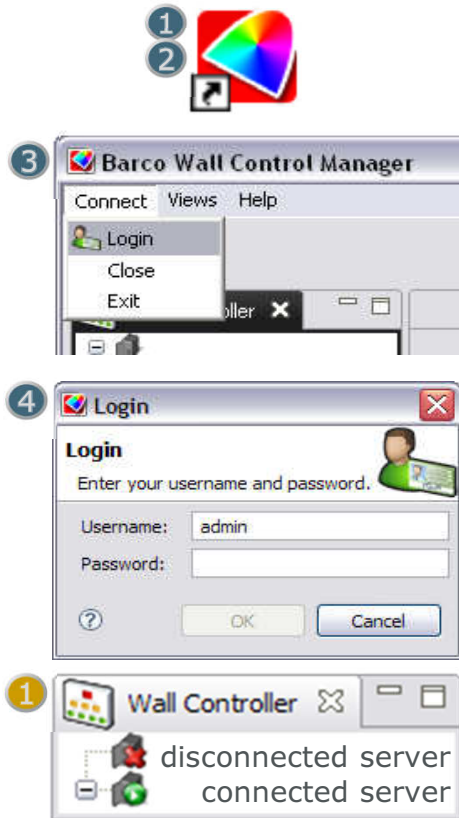 1
2
3 Barco Wall Control Manager
Connect Views Help
Login
Close
Exit
ller
4 Login
Login
Enter your username and password.
Username: admin
Password:
? OK Cancel
1 Wall Controller
disconnected server
connected server